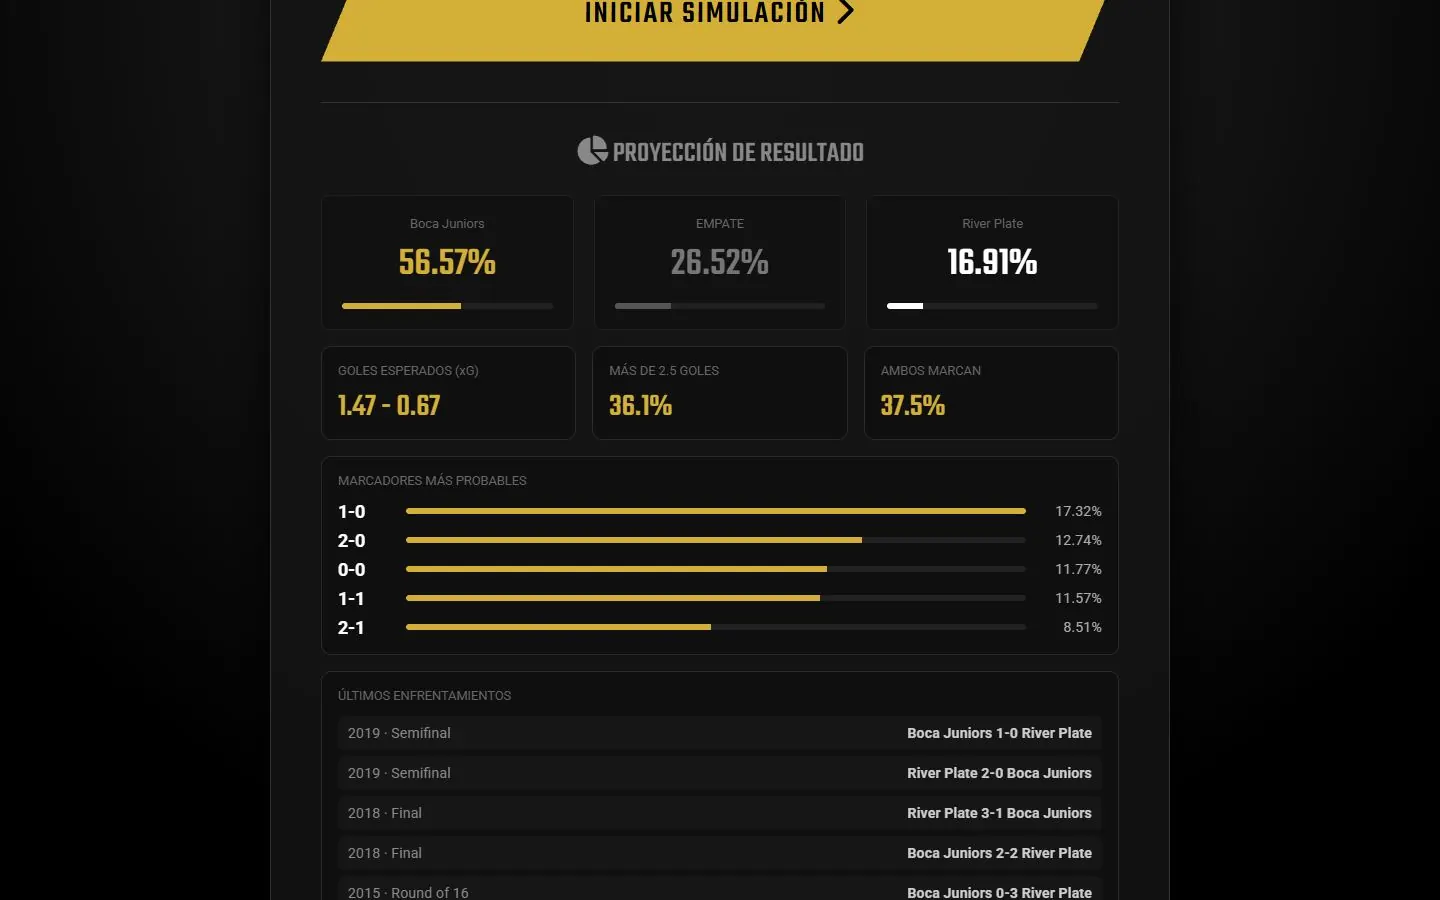 INICIAR SIMULACIÓN
PROYECCIÓN DE RESULTADO
Boca Juniors
56.57%
EMPATE
26.52%
River Plate
16.91%
GOLES ESPERADOS (xG)
1.47 - 0.67
MÁS DE 2.5 GOLES
36.1%
AMBOS MARCAN
37.5%
MARCADORES MÁS PROBABLES
1-0 17.32%
2-0 12.74%
0-0 11.77%
1-1 11.57%
2-1 8.51%
ÚLTIMOS ENFRENTAMIENTOS
2019 · Semifinal Boca Juniors 1-0 River Plate
2019 · Semifinal River Plate 2-0 Boca Juniors
2018 · Final River Plate 3-1 Boca Juniors
2018 · Final Boca Juniors 2-2 River Plate
2015 · Round of 16 Boca Juniors 0-3 River Plate